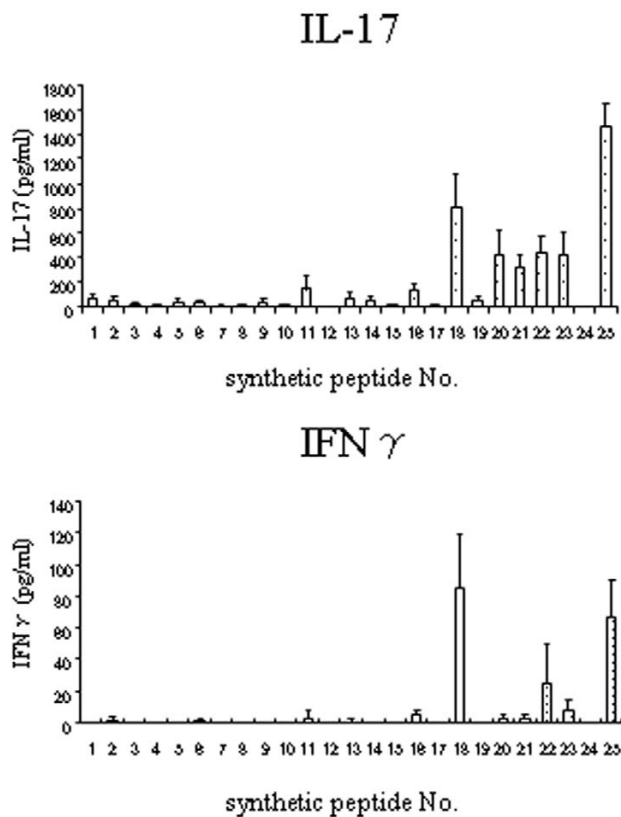 IL-17
1800
1600
1400
1200
1000
800
600
400
200
0
IL-17 (pg/ml)
1 2 3 4 5 6 7 8 9 10 11 12 13 14 15 16 17 18 19 20 21 22 23 24 25
synthetic peptide No.
IFN γ
140
120
100
80
60
40
20
0
IFN γ (pg/ml)
1 2 3 4 5 6 7 8 9 10 11 12 13 14 15 16 17 18 19 20 21 22 23 24 25
synthetic peptide No.